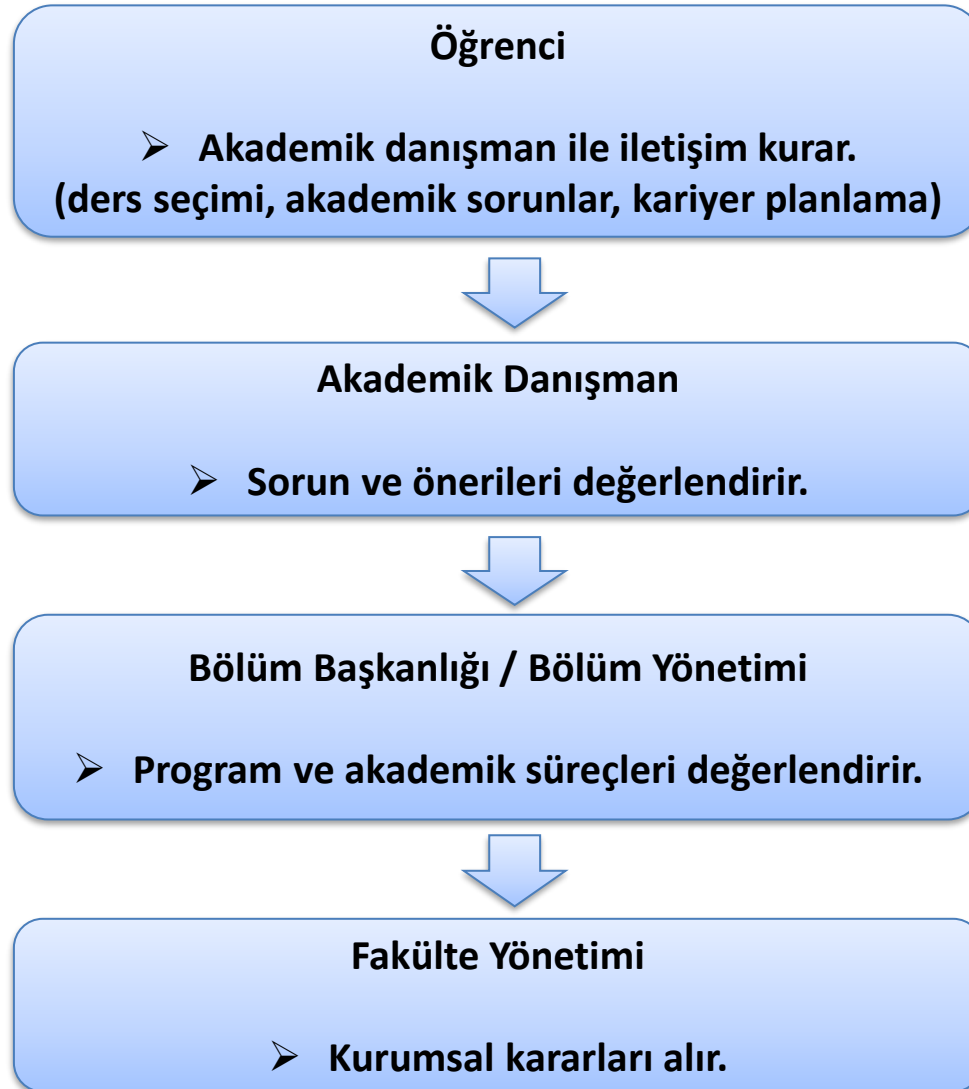 Öğrenci
➢ Akademik danışman ile iletişim kurar.
(ders seçimi, akademik sorunlar, kariyer planlama)
Akademik Danışman
➢ Sorun ve önerileri değerlendirir.
Bölüm Başkanlığı / Bölüm Yönetimi
➢ Program ve akademik süreçleri değerlendirir.
Fakülte Yönetimi
➢ Kurumsal kararları alır.